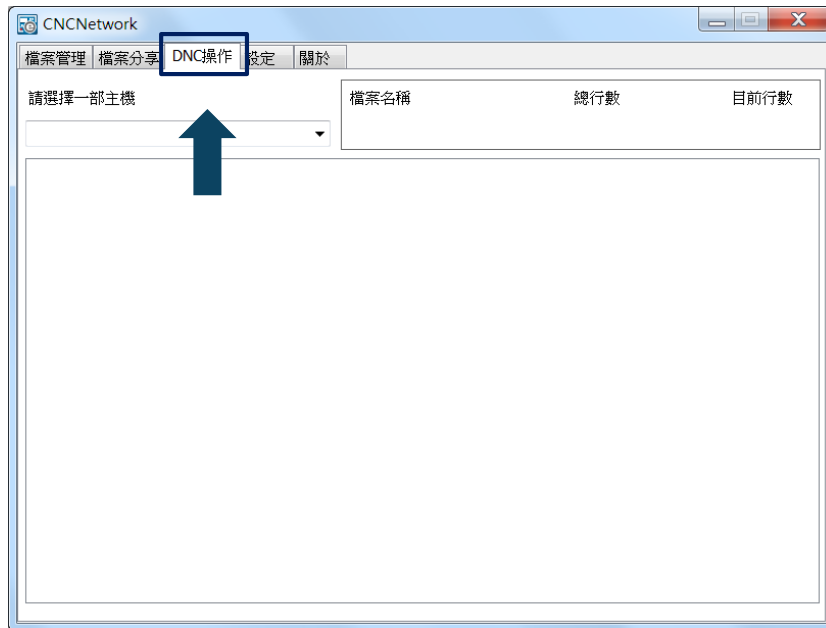 CNCNetwork
檔案管理 檔案分享 DNC操作 設定 關於
請選擇一部主機
檔案名稱 總行數 目前行數